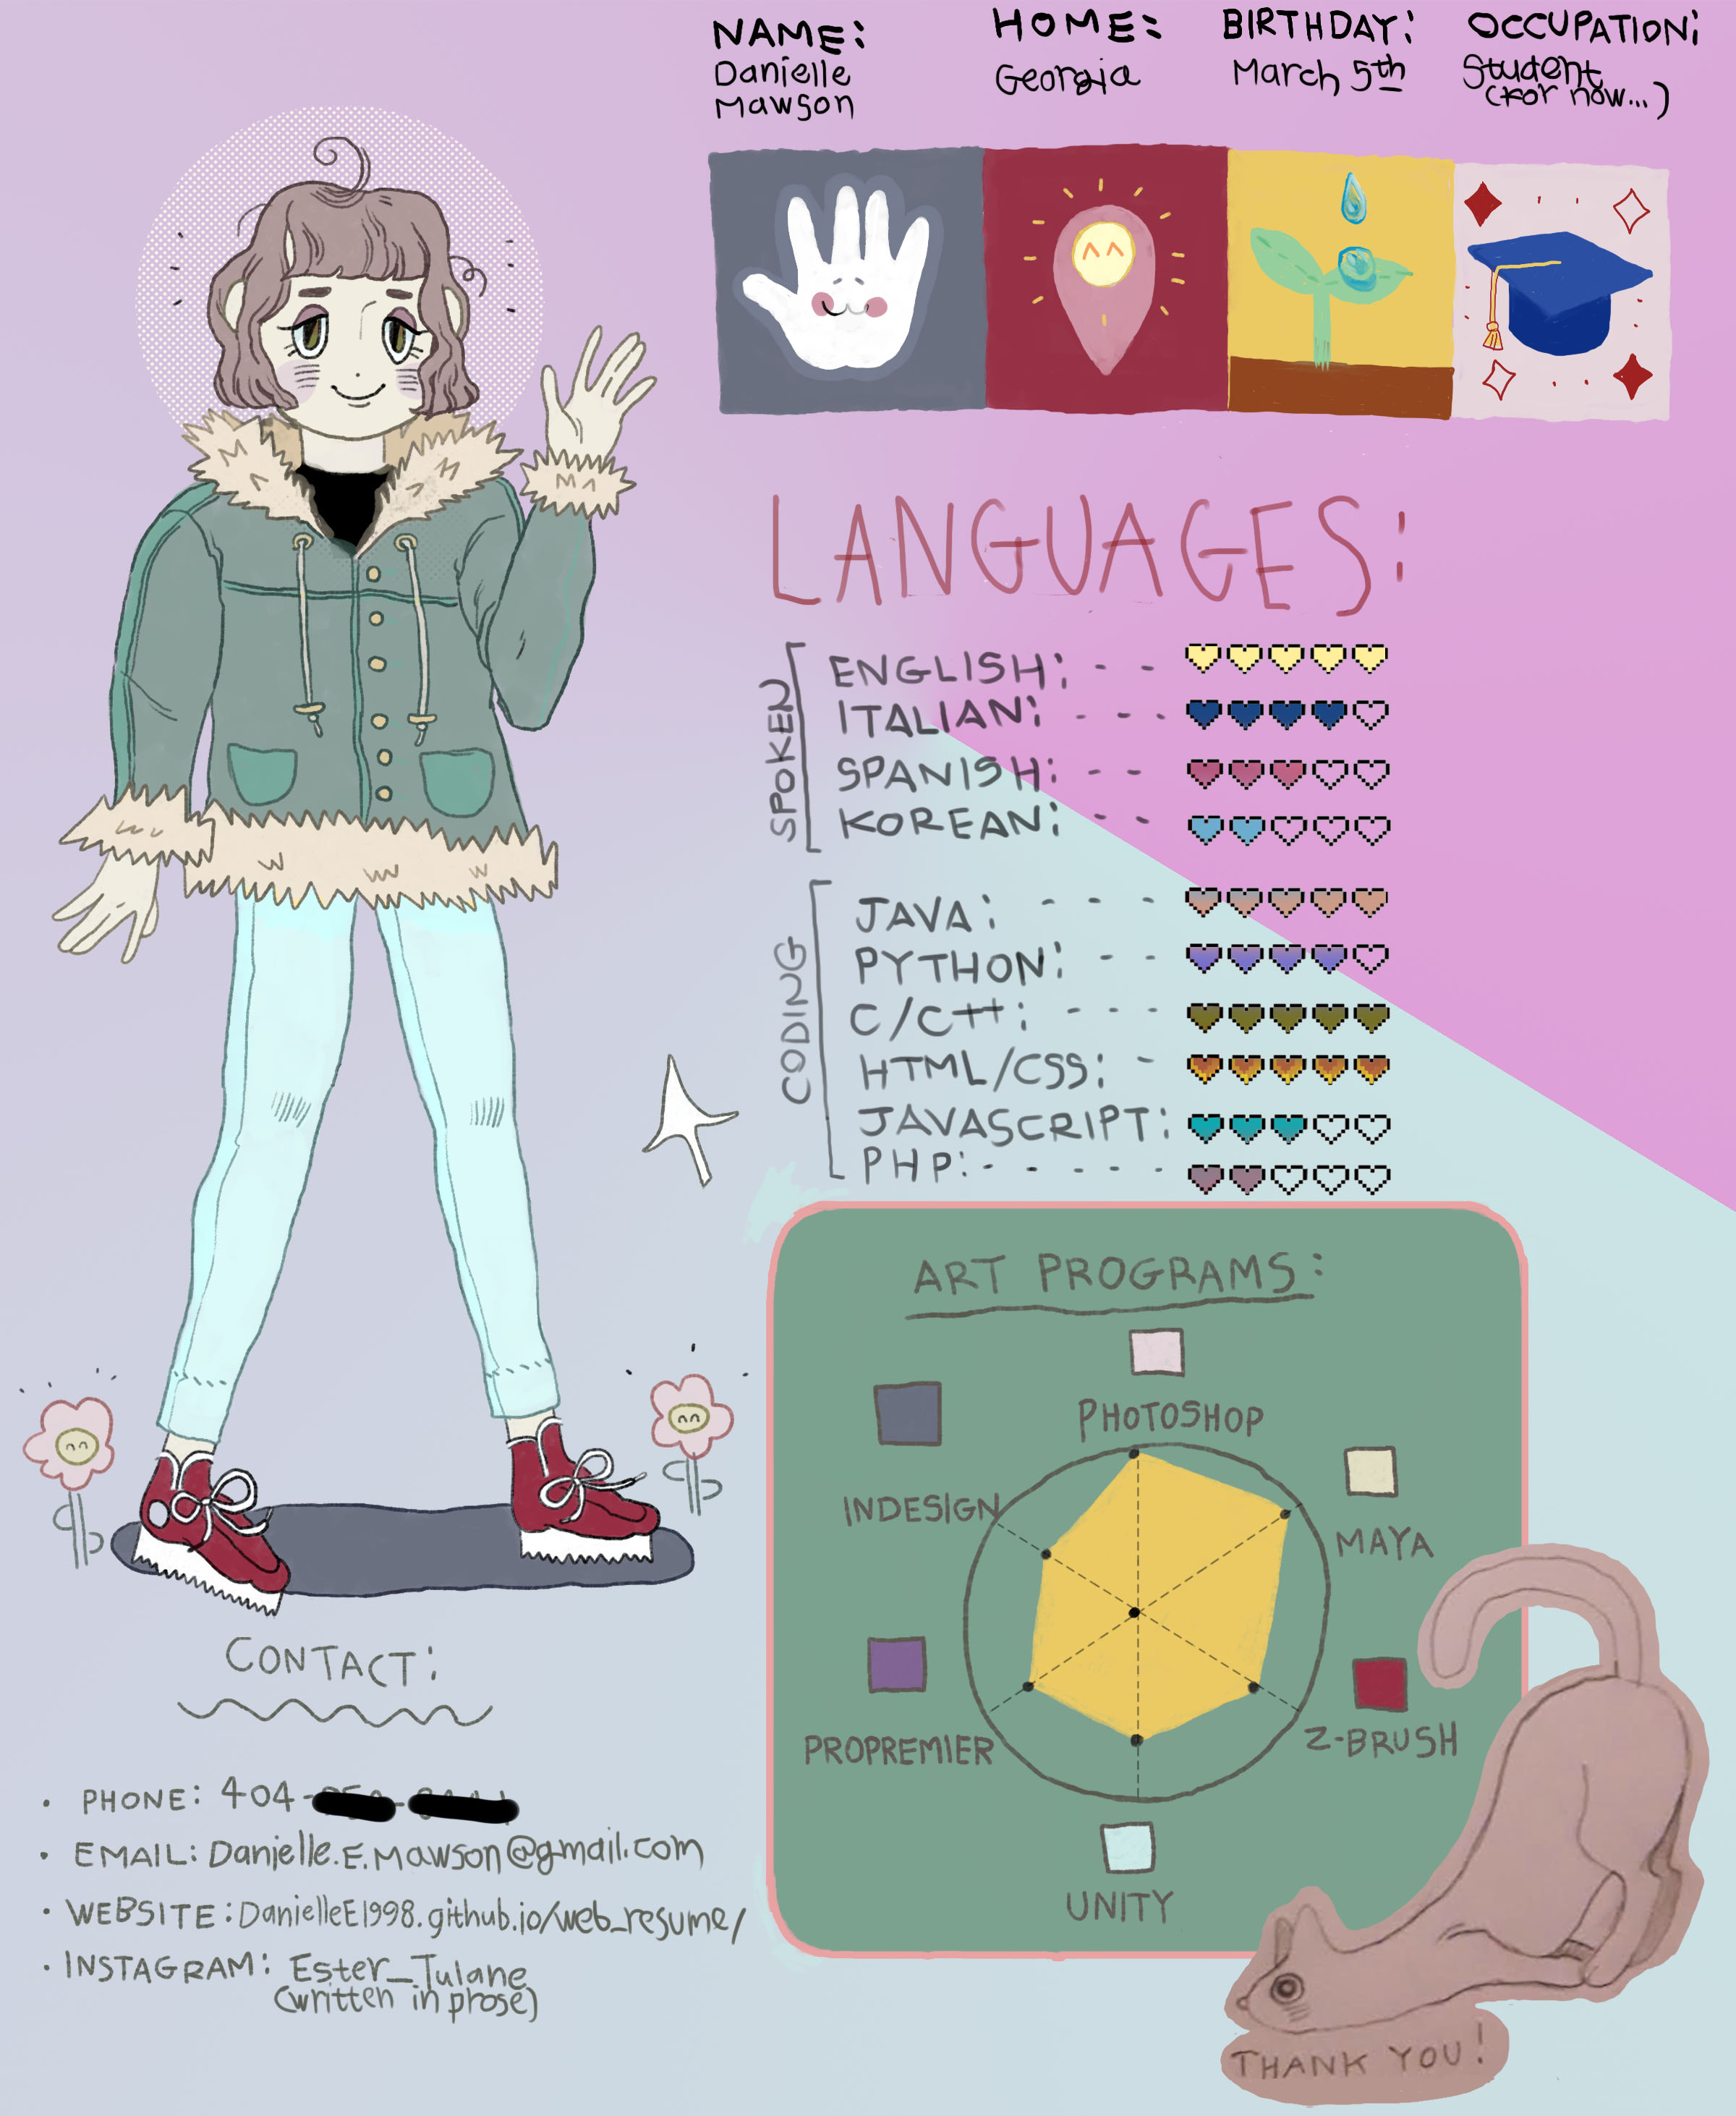 NAME:
Danielle
Mawson
HOME:
Georgia
BIRTHDAY:
March 5th
OCCUPATION:
Student
(for now...)
LANGUAGES:
SPOKEN
ENGLISH: - -
ITALIAN: - - -
SPANISH: - -
KOREAN: - -
CODING
JAVA: - - -
PYTHON: - -
C/C++: - - -
HTML/CSS: -
JAVASCRIPT:
PHP: - - - - -
ART PROGRAMS:
PHOTOSHOP
INDESIGN
MAYA
PROPREMIER
Z-BRUSH
UNITY
CONTACT:
• PHONE: 404-
• EMAIL: Danielle.E.Mawson@gmail.com
• WEBSITE: DanielleE1998.github.io/web_resume/
• INSTAGRAM: Ester_Tulane
(written in prose)
THANK YOU!